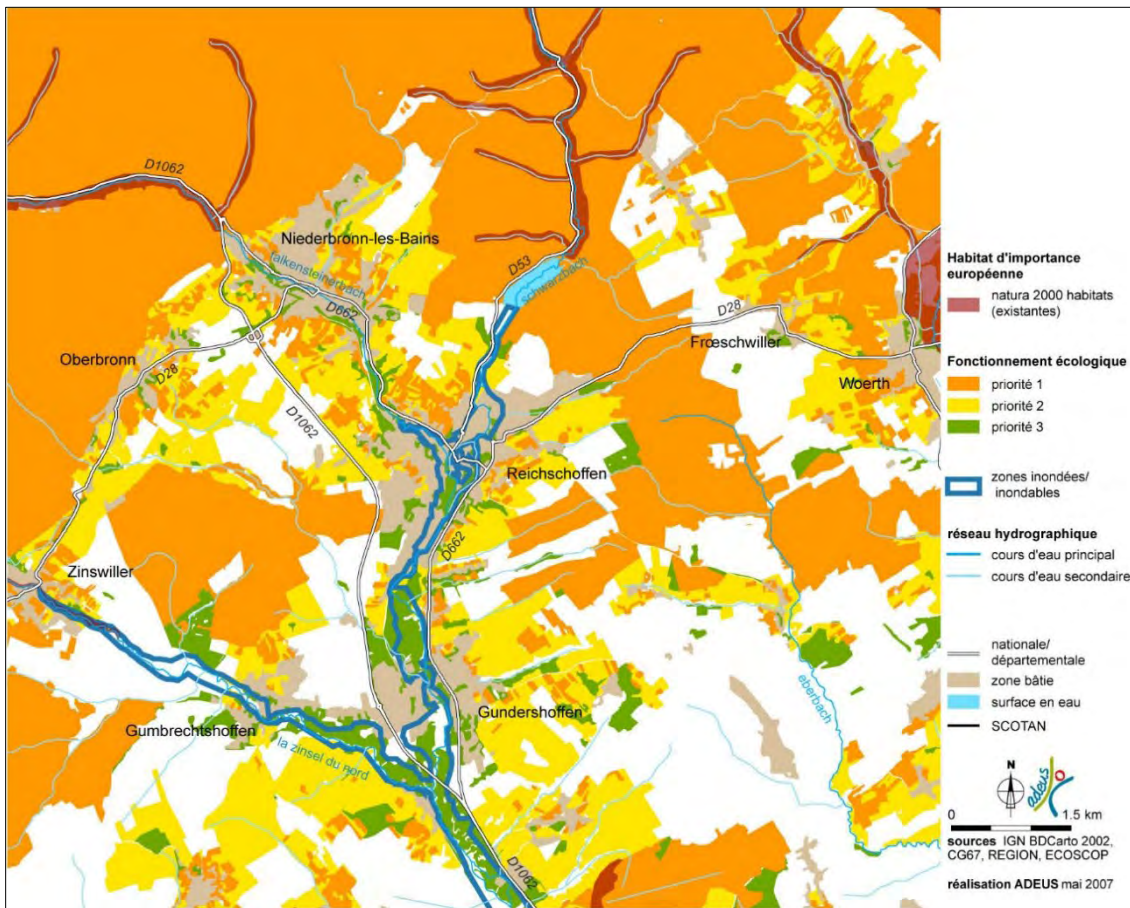 D1062
Niederbronn-les-Bains
falkensteinerbach
D662
D53
schwarzbach
D28
Frœschwiller
Oberbronn
D28
Woerth
D1062
Reichschoffen
D662
Zinswiller
eberbach
Gundershoffen
Gumbrechtshoffen
la zinsel du nord
D1062
Habitat d'importance
européenne
natura 2000 habitats
(existantes)
Fonctionnement écologique
priorité 1
priorité 2
priorité 3
zones inondées/
inondables
réseau hydrographique
cours d'eau principal
cours d'eau secondaire
nationale/
départementale
zone bâtie
surface en eau
SCOTAN
N
adeus
0 1.5 km
sources IGN BDCarto 2002,
CG67, REGION, ECOSCOP
réalisation ADEUS mai 2007